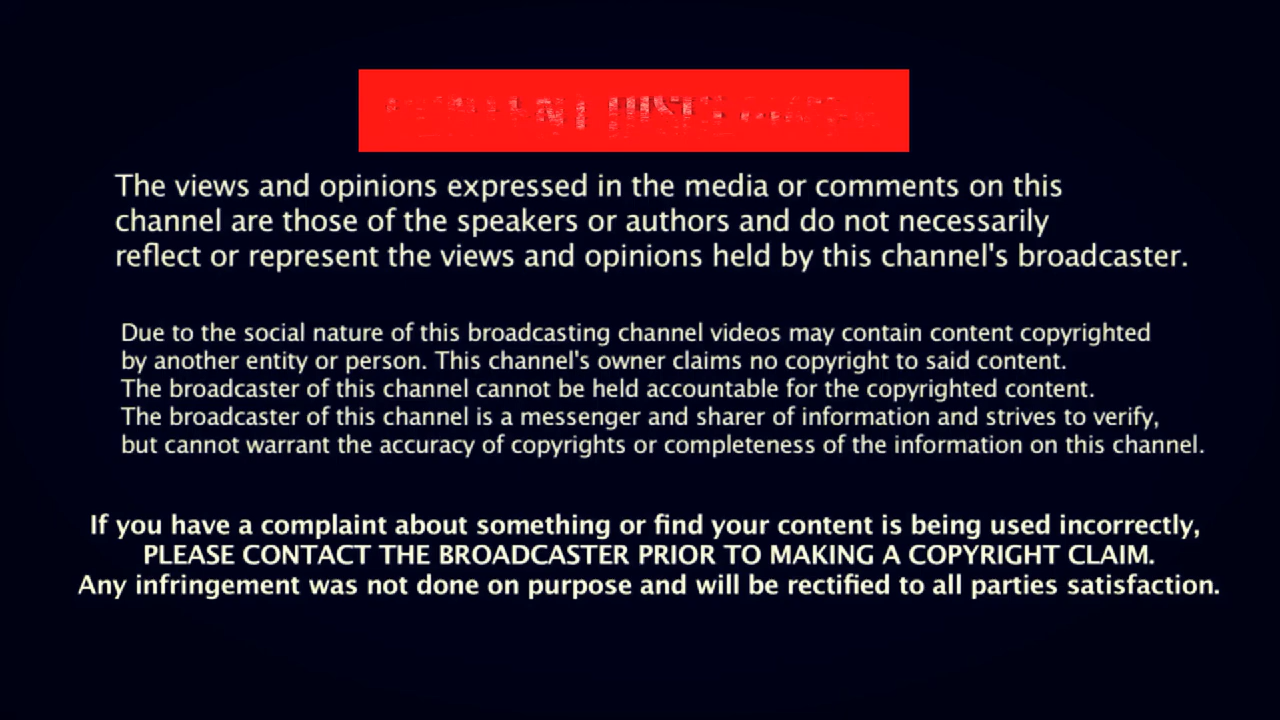 The views and opinions expressed in the media or comments on this
channel are those of the speakers or authors and do not necessarily
reflect or represent the views and opinions held by this channel's broadcaster.
Due to the social nature of this broadcasting channel videos may contain content copyrighted
by another entity or person. This channel's owner claims no copyright to said content.
The broadcaster of this channel cannot be held accountable for the copyrighted content.
The broadcaster of this channel is a messenger and sharer of information and strives to verify,
but cannot warrant the accuracy of copyrights or completeness of the information on this channel.
If you have a complaint about something or find your content is being used incorrectly,
PLEASE CONTACT THE BROADCASTER PRIOR TO MAKING A COPYRIGHT CLAIM.
Any infringement was not done on purpose and will be rectified to all parties satisfaction.